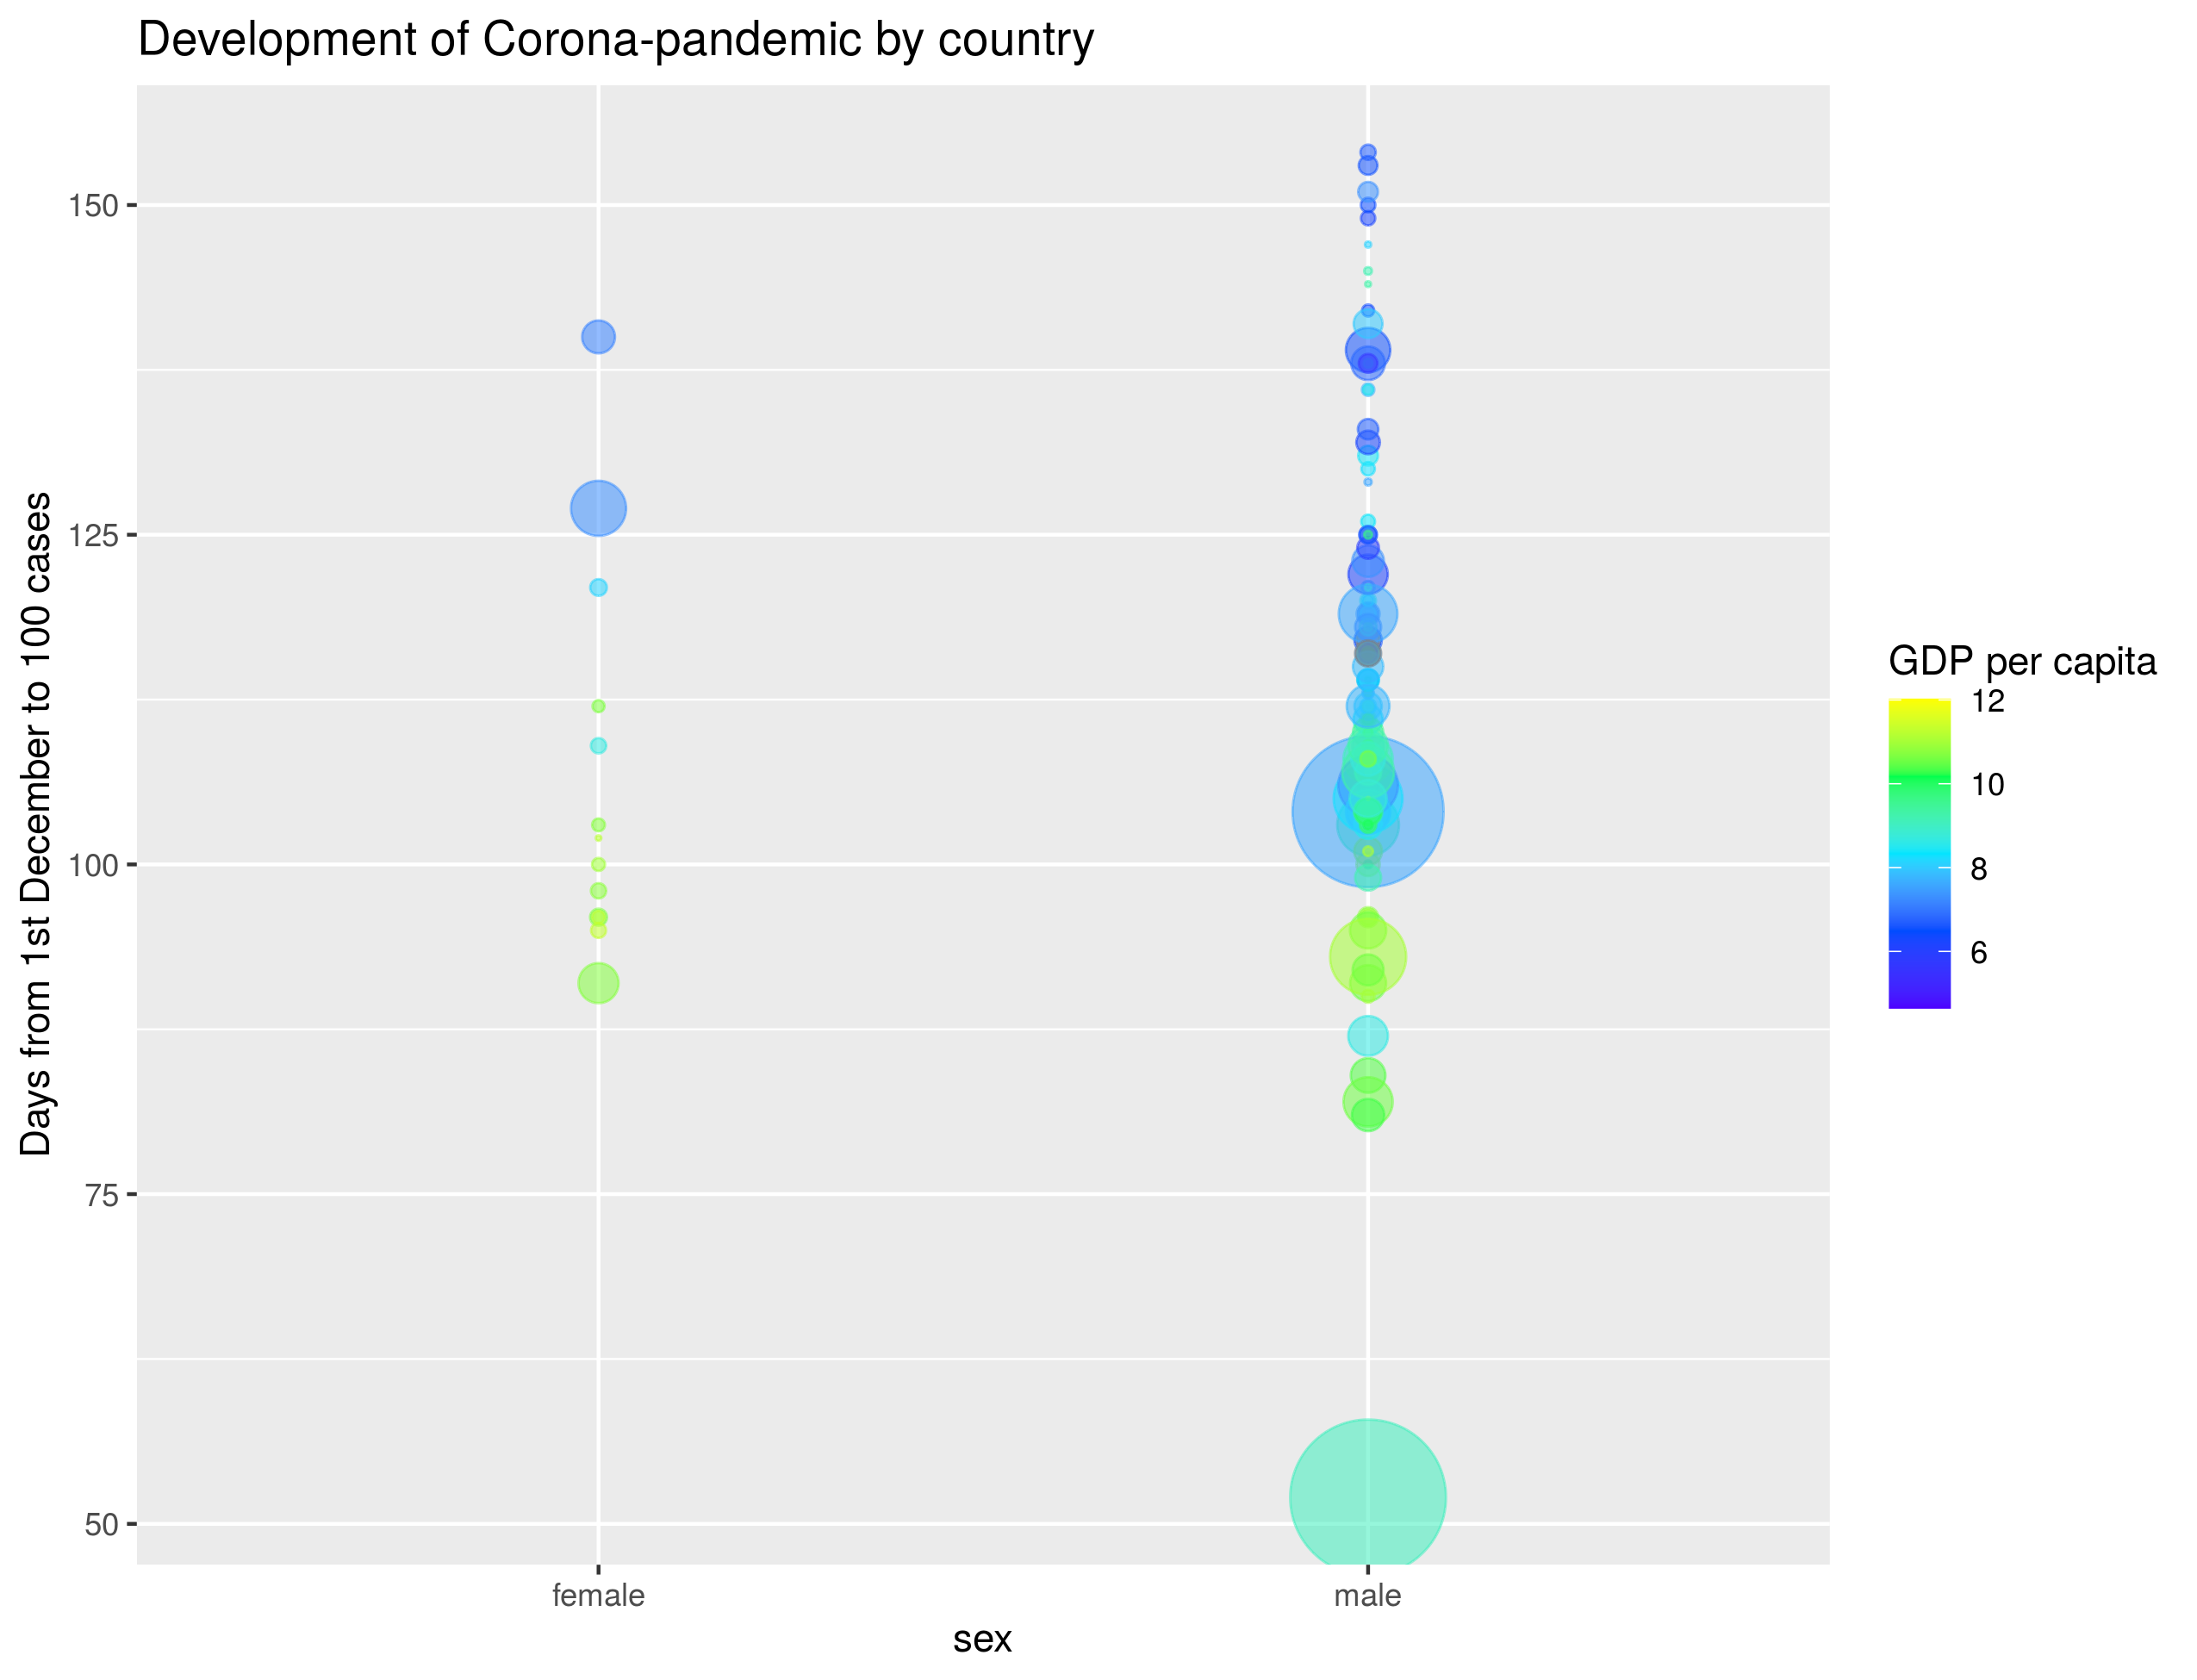 Development of Corona-pandemic by country
Days from 1st December to 100 cases
150
125
100
75
50
female
male
sex
GDP per capita
12
10
8
6